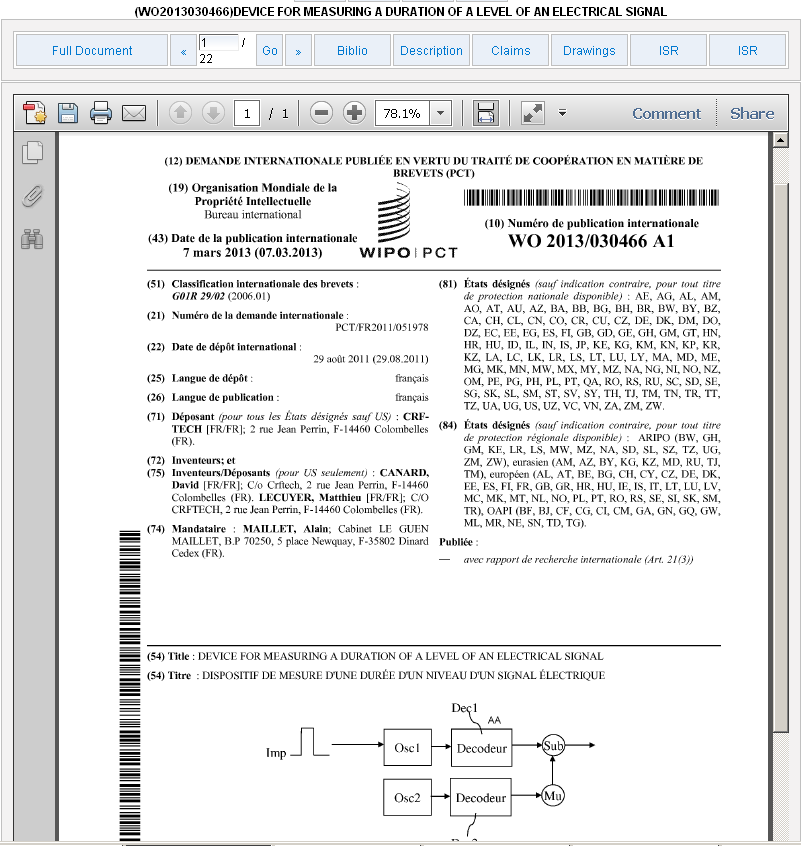 (WO2013030466)DEVICE FOR MEASURING A DURATION OF A LEVEL OF AN ELECTRICAL SIGNAL
Full Document « 1 / 22 Go » Biblio Description Claims Drawings ISR ISR
1 / 1 78.1% Comment Share
(12) DEMANDE INTERNATIONALE PUBLIÉE EN VERTU DU TRAITÉ DE COOPÉRATION EN MATIÈRE DE
BREVETS (PCT)
(19) Organisation Mondiale de la
Propriété Intellectuelle
Bureau international
(43) Date de la publication internationale
7 mars 2013 (07.03.2013)
WIPO | PCT
(10) Numéro de publication internationale
WO 2013/030466 A1
(51) Classification internationale des brevets :
G01R 29/02 (2006.01)
(21) Numéro de la demande internationale :
PCT/FR2011/051978
(22) Date de dépôt international :
29 août 2011 (29.08.2011)
(25) Langue de dépôt : français
(26) Langue de publication : français
(71) Déposant (pour tous les États désignés sauf US) : CRF-
TECH [FR/FR]; 2 rue Jean Perrin, F-14460 Colombelles
(FR).
(72) Inventeurs; et
(75) Inventeurs/Déposants (pour US seulement) : CANARD,
David [FR/FR]; C/o Crftech, 2 rue Jean Perrin, F-14460
Colombelles (FR). LECUYER, Matthieu [FR/FR]; C/O
CRFTECH, 2 rue Jean Perrin, F-14460 Colombelles (FR).
(74) Mandataire : MAILLET, Alain; Cabinet LE GUEN
MAILLET, B.P 70250, 5 place Newquay, F-35802 Dinard
Cedex (FR).
(81) États désignés (sauf indication contraire, pour tout titre
de protection nationale disponible) : AE, AG, AL, AM,
AO, AT, AU, AZ, BA, BB, BG, BH, BR, BW, BY, BZ,
CA, CH, CL, CN, CO, CR, CU, CZ, DE, DK, DM, DO,
DZ, EC, EE, EG, ES, FI, GB, GD, GE, GH, GM, GT, HN,
HR, HU, ID, IL, IN, IS, JP, KE, KG, KM, KN, KP, KR,
KZ, LA, LC, LK, LR, LS, LT, LU, LY, MA, MD, ME,
MG, MK, MN, MW, MX, MY, MZ, NA, NG, NI, NO, NZ,
OM, PE, PG, PH, PL, PT, QA, RO, RS, RU, SC, SD, SE,
SG, SK, SL, SM, ST, SV, SY, TH, TJ, TM, TN, TR, TT,
TZ, UA, UG, US, UZ, VC, VN, ZA, ZM, ZW.
(84) États désignés (sauf indication contraire, pour tout titre
de protection régionale disponible) : ARIPO (BW, GH,
GM, KE, LR, LS, MW, MZ, NA, SD, SL, SZ, TZ, UG,
ZM, ZW), eurasien (AM, AZ, BY, KG, KZ, MD, RU, TJ,
TM), européen (AL, AT, BE, BG, CH, CY, CZ, DE, DK,
EE, ES, FI, FR, GB, GR, HR, HU, IE, IS, IT, LT, LU, LV,
MC, MK, MT, NL, NO, PL, PT, RO, RS, SE, SI, SK, SM,
TR), OAPI (BF, BJ, CF, CG, CI, CM, GA, GN, GQ, GW,
ML, MR, NE, SN, TD, TG).
Publiée :
— avec rapport de recherche internationale (Art. 21(3))
(54) Title : DEVICE FOR MEASURING A DURATION OF A LEVEL OF AN ELECTRICAL SIGNAL
(54) Titre : DISPOSITIF DE MESURE D'UNE DURÉE D'UN NIVEAU D'UN SIGNAL ÉLECTRIQUE
Dec1
AA
Imp Osc1 Decodeur Sub
Osc2 Decodeur Mu